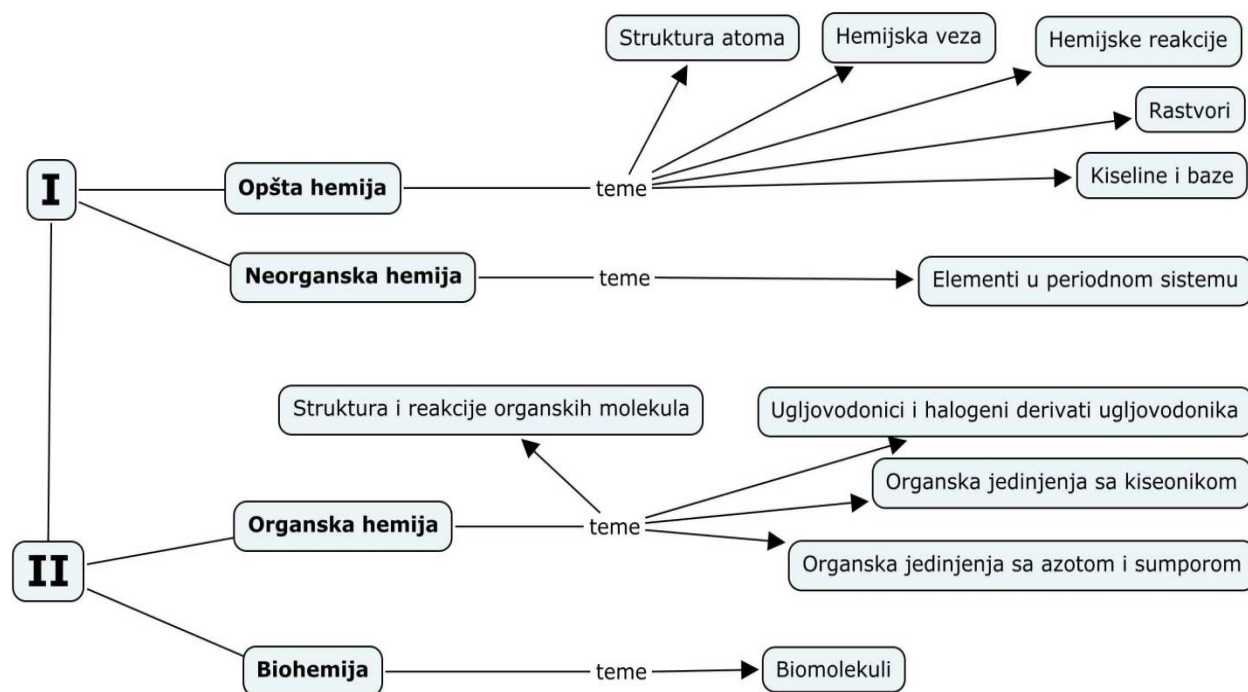 Struktura atoma
Hemijska veza
Hemijske reakcije
Rastvori
I
Opšta hemija
teme
Kiseline i baze
Neorganska hemija
teme
Elementi u periodnom sistemu
Struktura i reakcije organskih molekula
Ugljovodonici i halogeni derivati ugljovodonika
Organska jedinjenja sa kiseonikom
II
Organska hemija
teme
Organska jedinjenja sa azotom i sumporom
Biohemija
teme
Biomolekuli